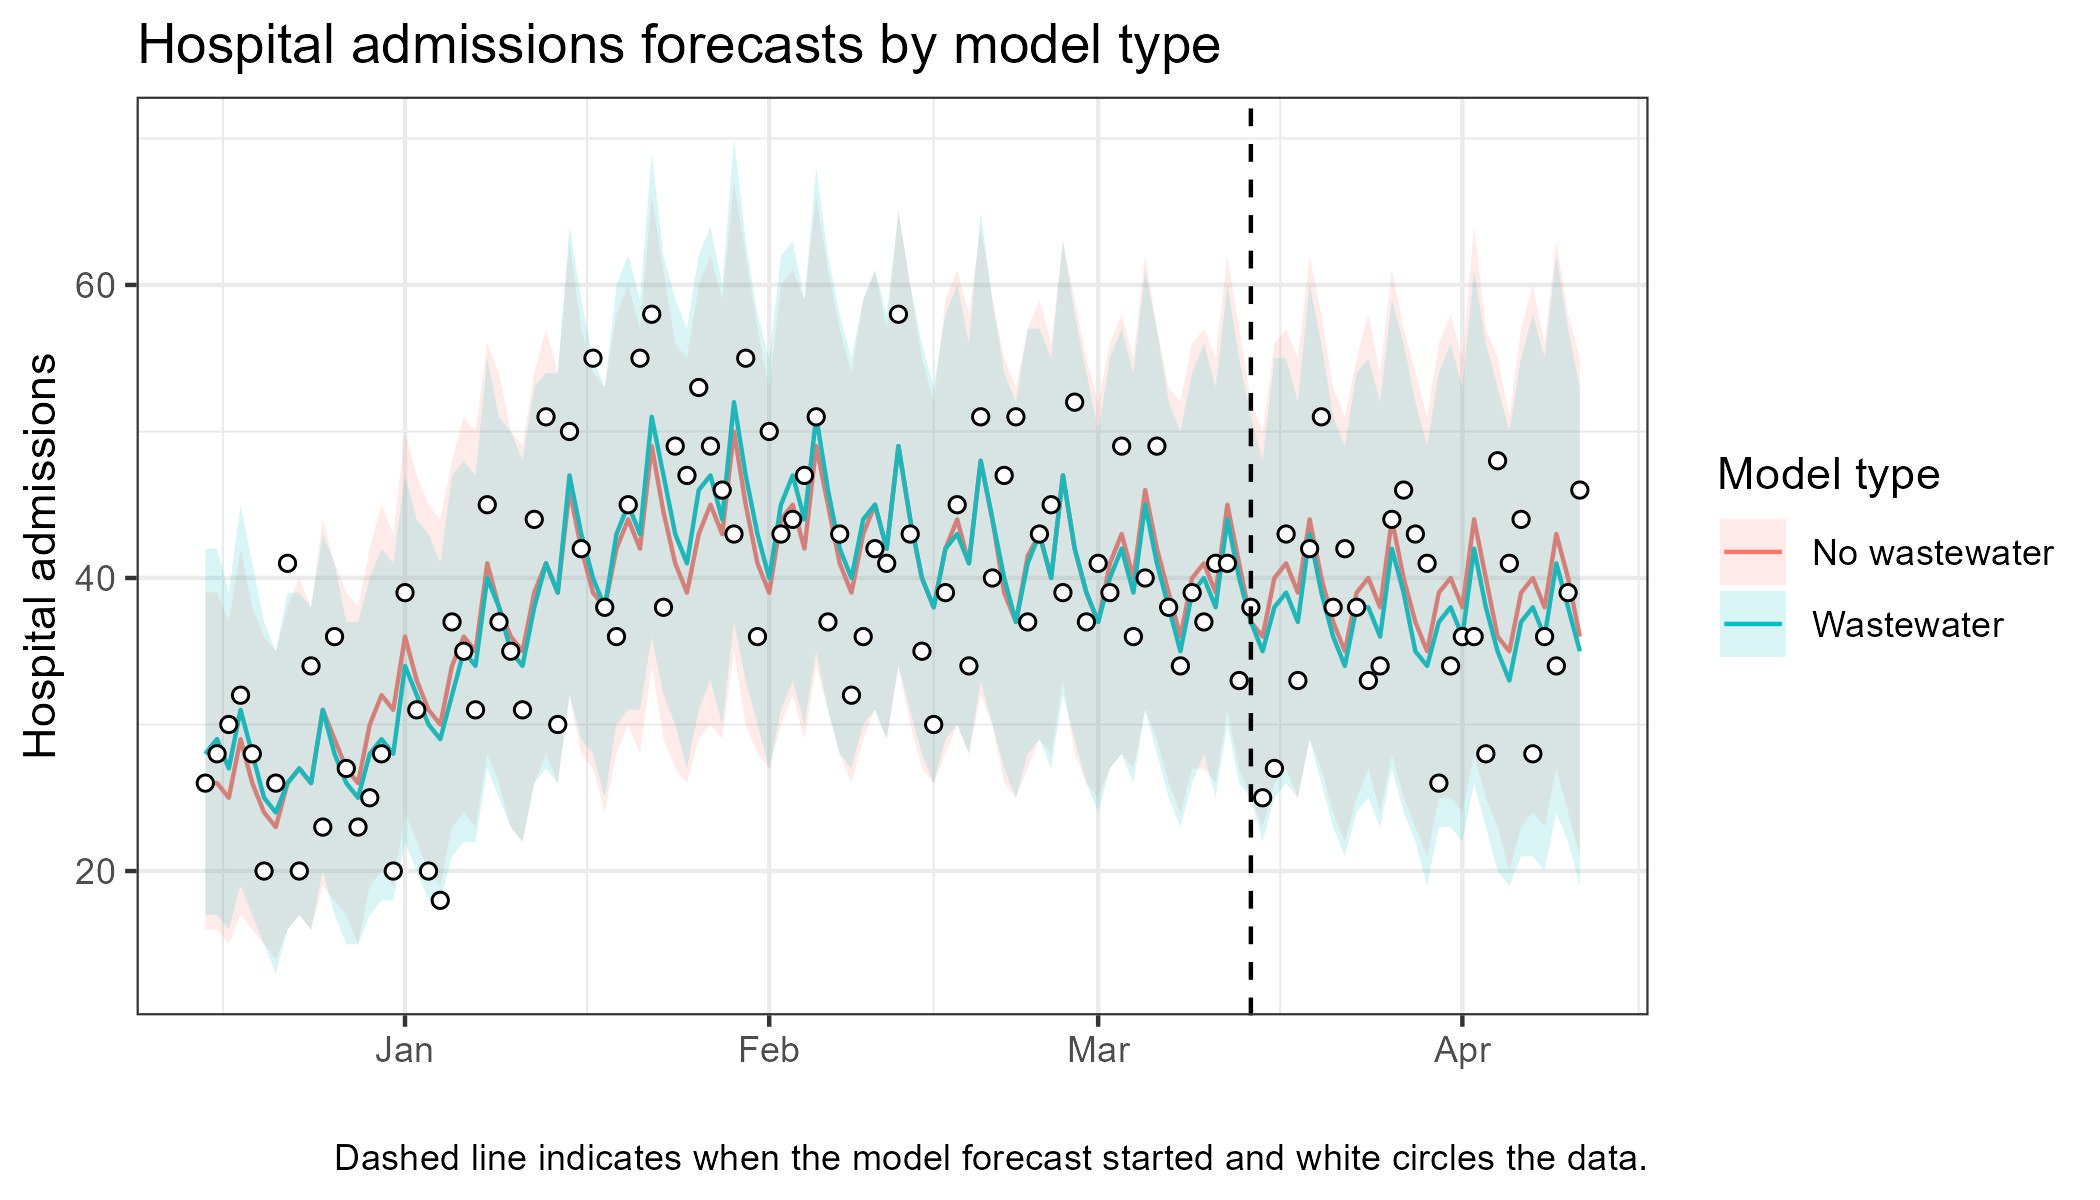 Hospital admissions forecasts by model type
Hospital admissions
60
40
20
Jan
Feb
Mar
Apr
Model type
No wastewater
Wastewater
Dashed line indicates when the model forecast started and white circles the data.